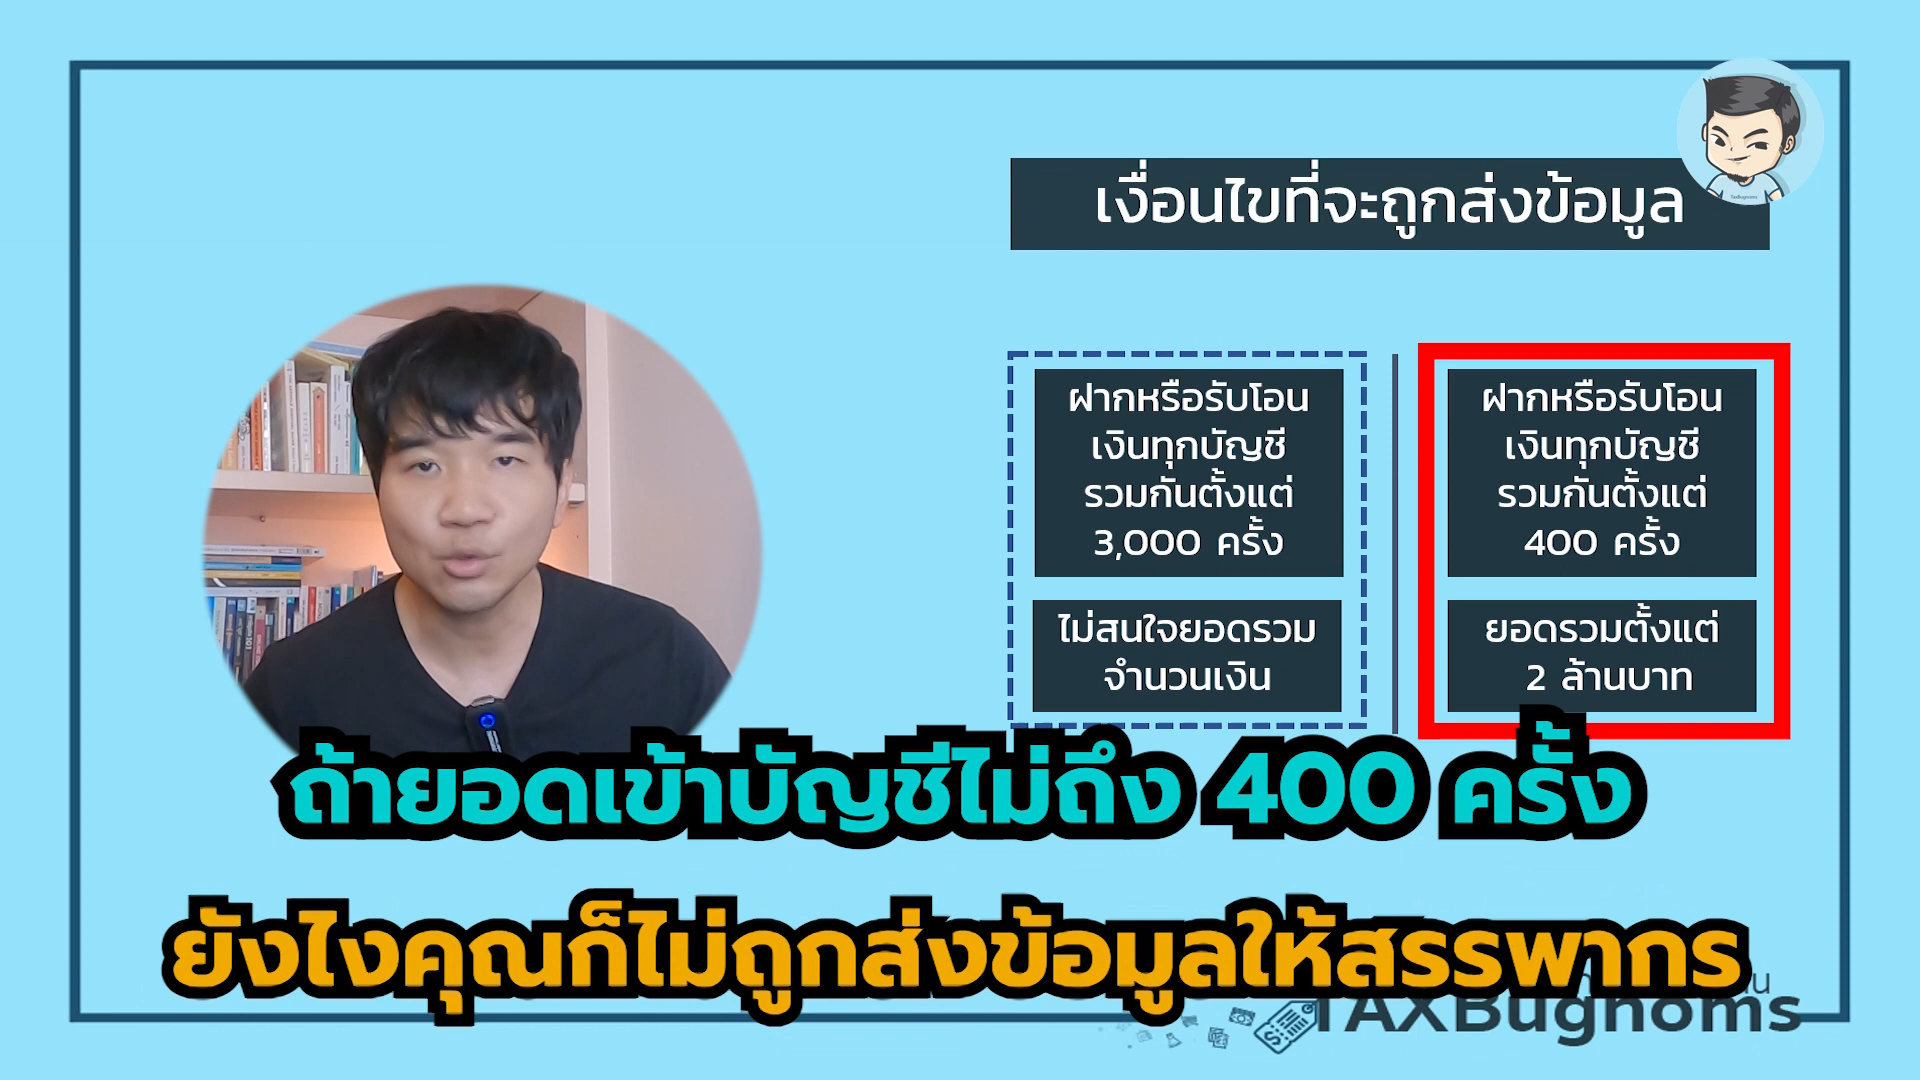 เงื่อนไขที่จะถูกส่งข้อมูล
ฝากหรือรับโอน
เงินทุกบัญชี
รวมกันตั้งแต่
3,000 ครั้ง
ไม่สนใจยอดรวม
จำนวนเงิน
ฝากหรือรับโอน
เงินทุกบัญชี
รวมกันตั้งแต่
400 ครั้ง
ยอดรวมตั้งแต่
2 ล้านบาท
ถ้ายอดเข้าบัญชีไม่ถึง 400 ครั้ง
ยังไงคุณก็ไม่ถูกส่งข้อมูลให้สรรพากร
TAXBugnoms